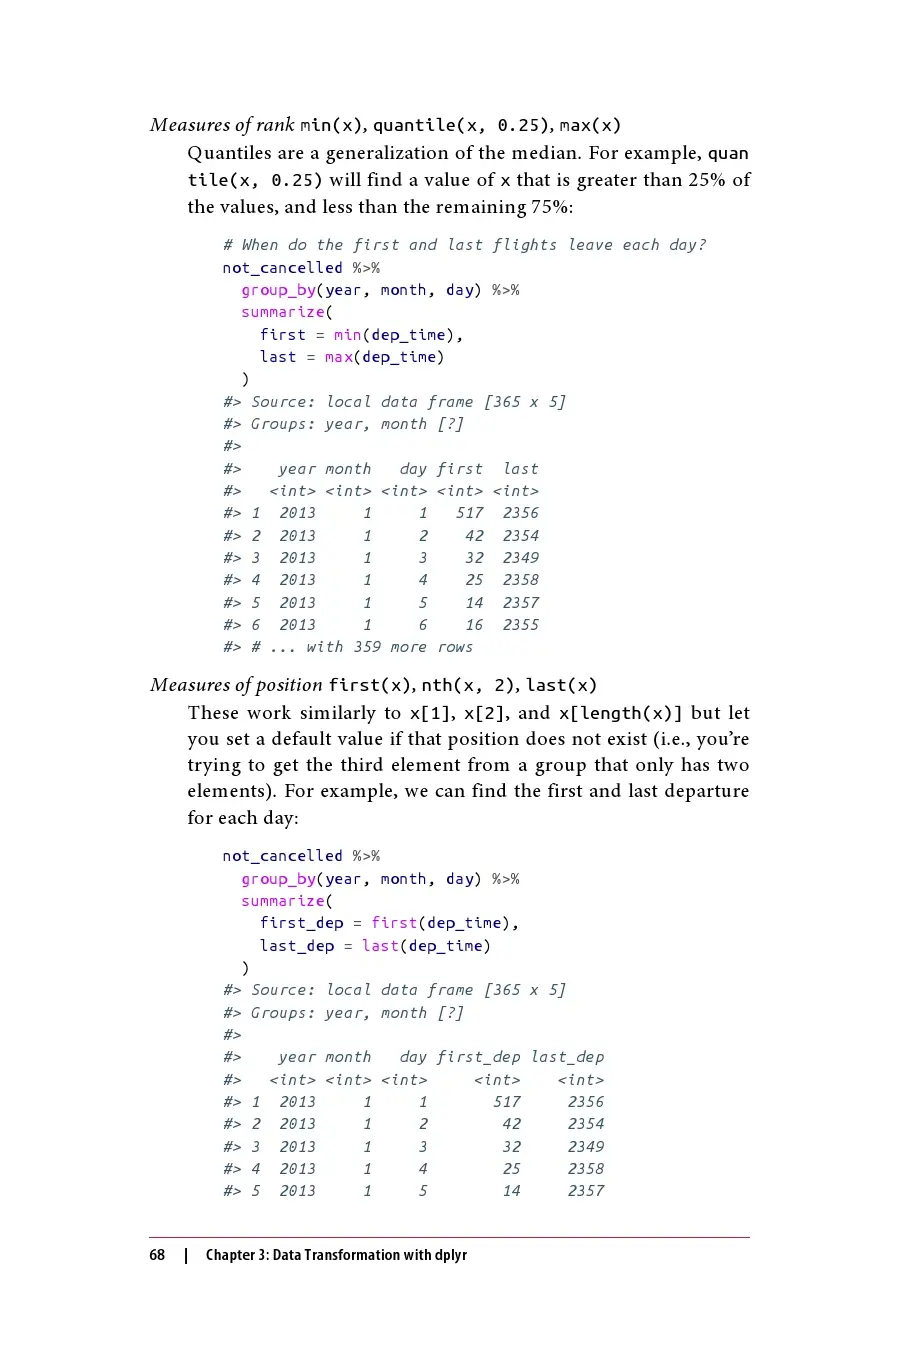 Measures of rank min(x), quantile(x, 0.25), max(x)
Quantiles are a generalization of the median. For example, quan
tile(x, 0.25) will find a value of x that is greater than 25% of
the values, and less than the remaining 75%:
# When do the first and last flights leave each day?
not_cancelled %>%
  group_by(year, month, day) %>%
  summarize(
    first = min(dep_time),
    last = max(dep_time)
  )
#> Source: local data frame [365 x 5]
#> Groups: year, month [?]
#>
#>    year month   day first  last
#>   <int> <int> <int> <int> <int>
#> 1  2013     1     1   517  2356
#> 2  2013     1     2    42  2354
#> 3  2013     1     3    32  2349
#> 4  2013     1     4    25  2358
#> 5  2013     1     5    14  2357
#> 6  2013     1     6    16  2355
#> # ... with 359 more rows
Measures of position first(x), nth(x, 2), last(x)
These work similarly to x[1], x[2], and x[length(x)] but let
you set a default value if that position does not exist (i.e., you’re
trying to get the third element from a group that only has two
elements). For example, we can find the first and last departure
for each day:
not_cancelled %>%
  group_by(year, month, day) %>%
  summarize(
    first_dep = first(dep_time),
    last_dep = last(dep_time)
  )
#> Source: local data frame [365 x 5]
#> Groups: year, month [?]
#>
#>    year month   day first_dep last_dep
#>   <int> <int> <int>     <int>    <int>
#> 1  2013     1     1       517     2356
#> 2  2013     1     2        42     2354
#> 3  2013     1     3        32     2349
#> 4  2013     1     4        25     2358
#> 5  2013     1     5        14     2357
68 | Chapter 3: Data Transformation with dplyr